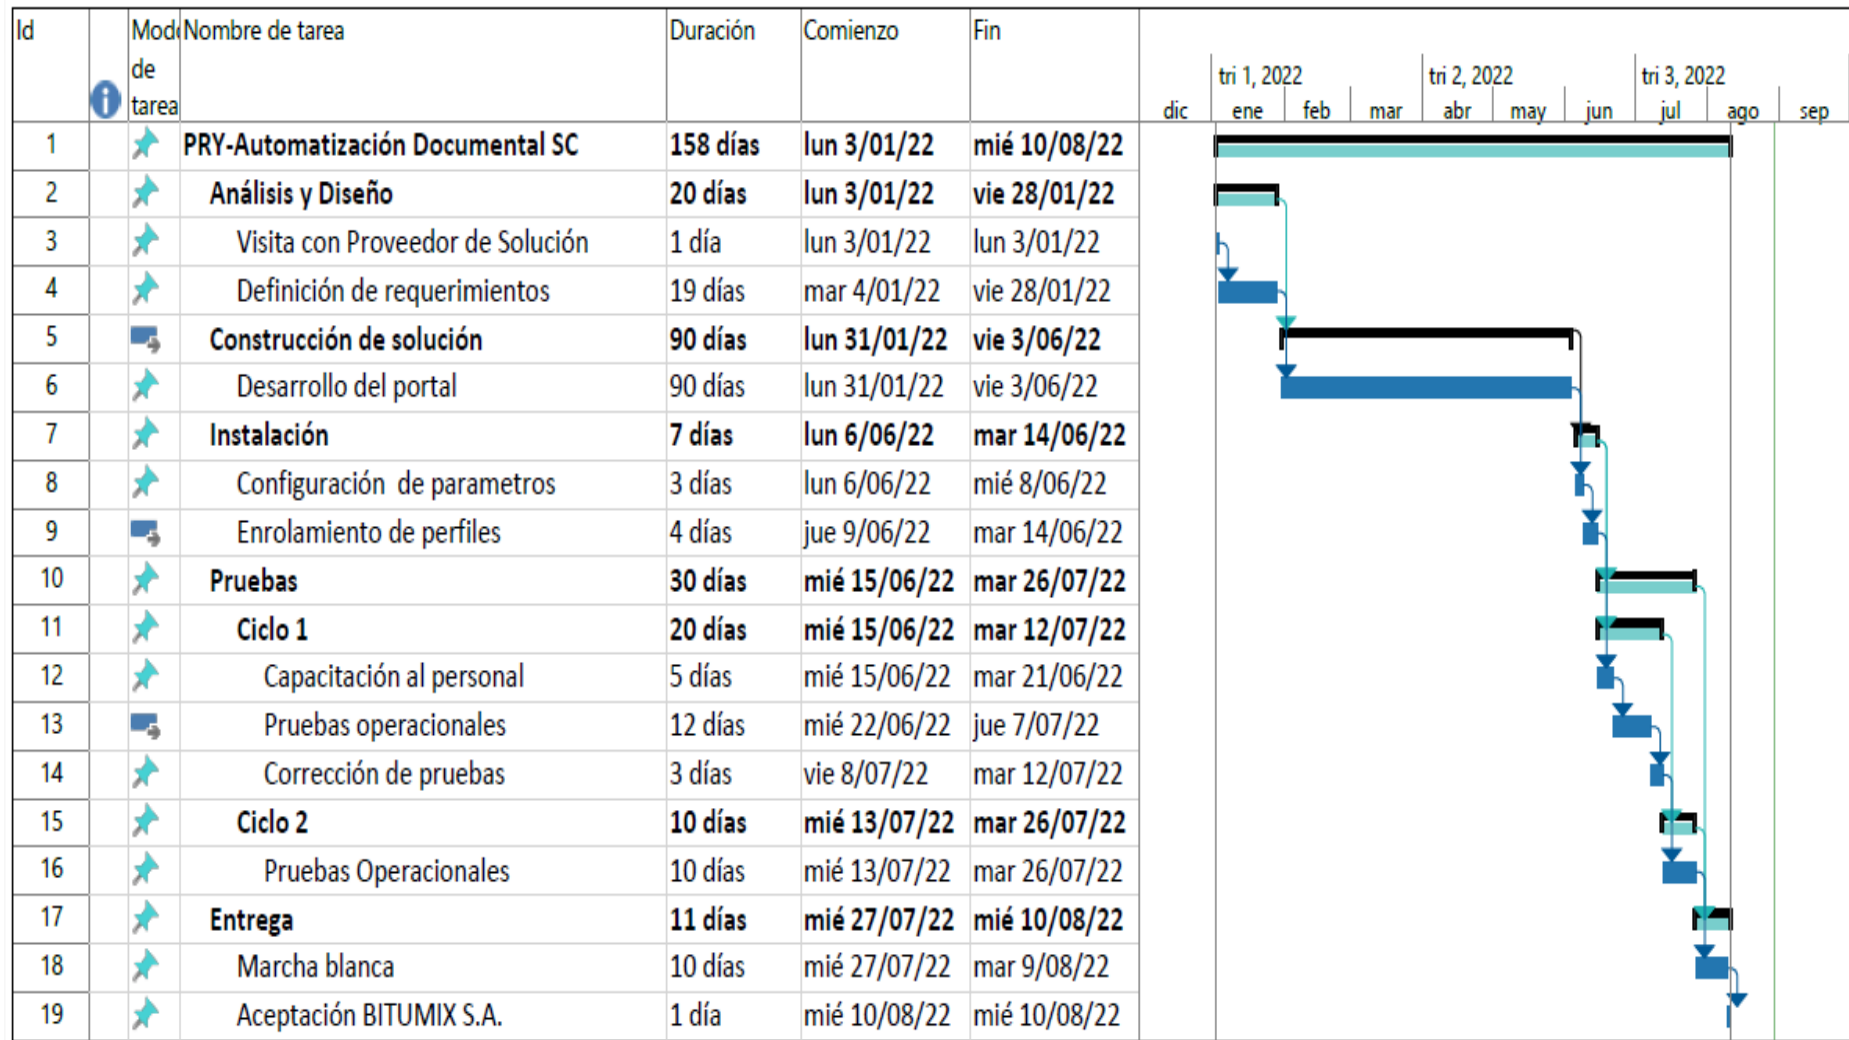 Id Modo Nombre de tarea Duración Comienzo Fin
de
tarea
tri 1, 2022 tri 2, 2022 tri 3, 2022
dic ene feb mar abr may jun jul ago sep
1 PRY-Automatización Documental SC 158 días lun 3/01/22 mié 10/08/22
2 Análisis y Diseño 20 días lun 3/01/22 vie 28/01/22
3 Visita con Proveedor de Solución 1 día lun 3/01/22 lun 3/01/22
4 Definición de requerimientos 19 días mar 4/01/22 vie 28/01/22
5 Construcción de solución 90 días lun 31/01/22 vie 3/06/22
6 Desarrollo del portal 90 días lun 31/01/22 vie 3/06/22
7 Instalación 7 días lun 6/06/22 mar 14/06/22
8 Configuración de parametros 3 días lun 6/06/22 mié 8/06/22
9 Enrolamiento de perfiles 4 días jue 9/06/22 mar 14/06/22
10 Pruebas 30 días mié 15/06/22 mar 26/07/22
11 Ciclo 1 20 días mié 15/06/22 mar 12/07/22
12 Capacitación al personal 5 días mié 15/06/22 mar 21/06/22
13 Pruebas operacionales 12 días mié 22/06/22 jue 7/07/22
14 Corrección de pruebas 3 días vie 8/07/22 mar 12/07/22
15 Ciclo 2 10 días mié 13/07/22 mar 26/07/22
16 Pruebas Operacionales 10 días mié 13/07/22 mar 26/07/22
17 Entrega 11 días mié 27/07/22 mié 10/08/22
18 Marcha blanca 10 días mié 27/07/22 mar 9/08/22
19 Aceptación BITUMIX S.A. 1 día mié 10/08/22 mié 10/08/22